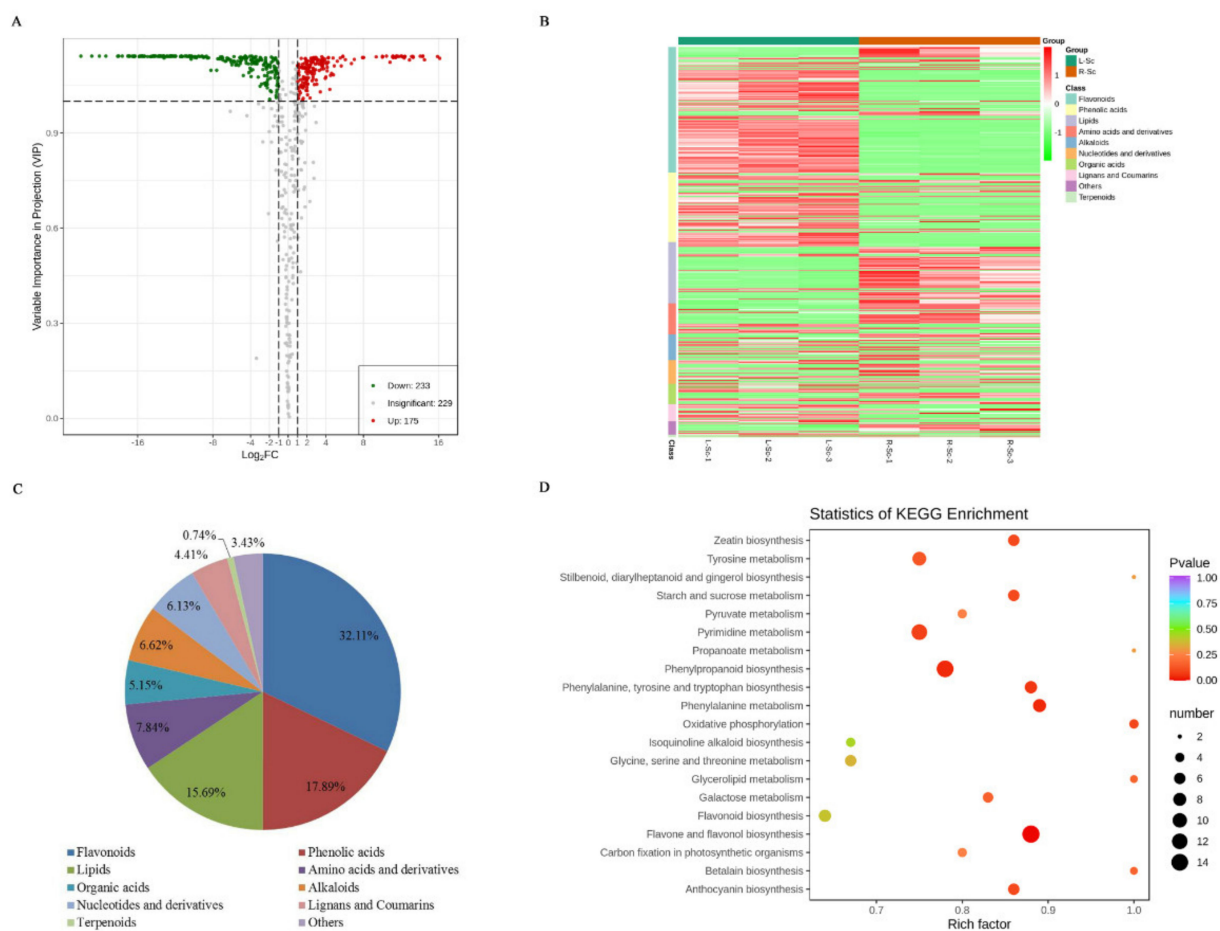 A
Variable Importance in Projection (VIP)
0.9
0.6
0.3
0.0
-16
-8
-4
-2
-1
0
1
2
4
8
16
Log₂FC
Down: 233
Insignificant: 229
Up: 175
B
Group
1
0
-1
Group
L-Sc
R-Sc
Class
Flavonoids
Phenolic acids
Lipids
Amino acids and derivatives
Alkaloids
Nucleotides and derivatives
Organic acids
Lignans and Coumarins
Others
Terpenoids
Class
L-Sc-1
L-Sc-2
L-Sc-3
R-Sc-1
R-Sc-2
R-Sc-3
C
0.74%
3.43%
4.41%
6.13%
32.11%
6.62%
5.15%
7.84%
15.69%
17.89%
Flavonoids
Phenolic acids
Lipids
Amino acids and derivatives
Organic acids
Alkaloids
Nucleotides and derivatives
Lignans and Coumarins
Terpenoids
Others
D
Statistics of KEGG Enrichment
Zeatin biosynthesis
Tyrosine metabolism
Stilbenoid, diarylheptanoid and gingerol biosynthesis
Starch and sucrose metabolism
Pyruvate metabolism
Pyrimidine metabolism
Propanoate metabolism
Phenylpropanoid biosynthesis
Phenylalanine, tyrosine and tryptophan biosynthesis
Phenylalanine metabolism
Oxidative phosphorylation
Isoquinoline alkaloid biosynthesis
Glycine, serine and threonine metabolism
Glycerolipid metabolism
Galactose metabolism
Flavonoid biosynthesis
Flavone and flavonol biosynthesis
Carbon fixation in photosynthetic organisms
Betalain biosynthesis
Anthocyanin biosynthesis
0.7
0.8
0.9
1.0
Rich factor
Pvalue
1.00
0.75
0.50
0.25
0.00
number
2
4
6
8
10
12
14